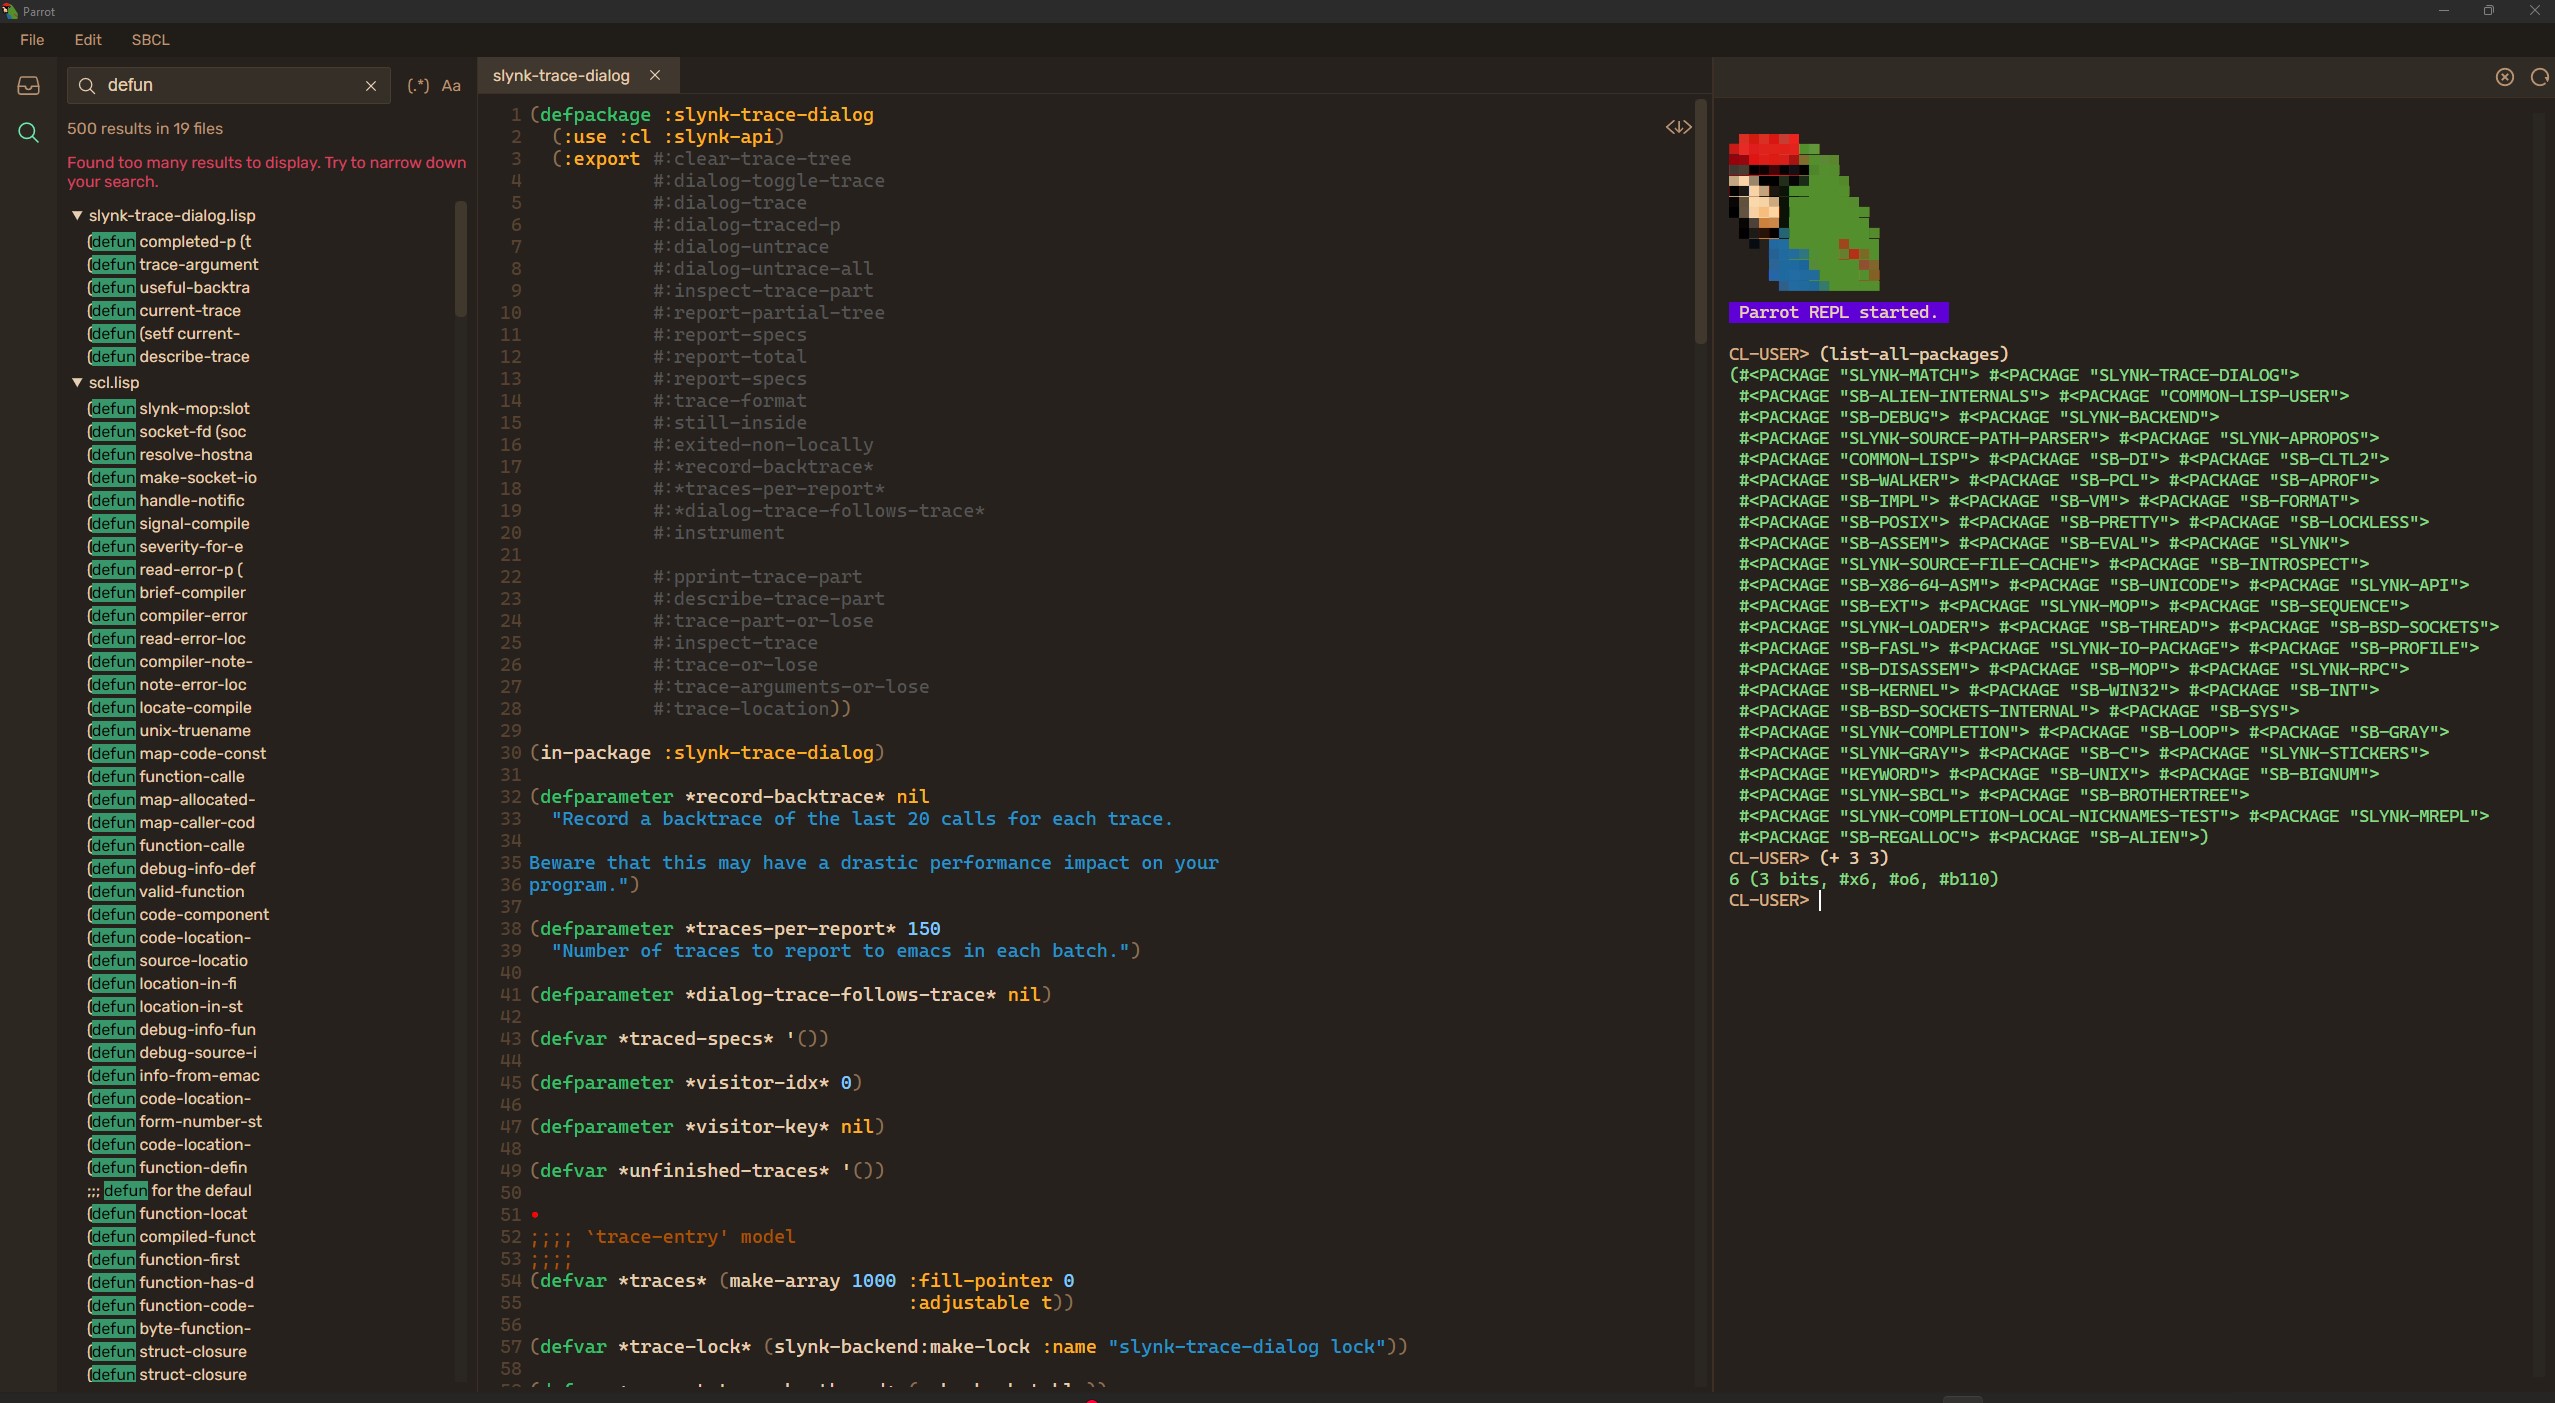 Parrot
File Edit SBCL
defun
(.*) Aa
500 results in 19 files
Found too many results to display. Try to narrow down
your search.
slynk-trace-dialog.lisp
(defun completed-p (t
(defun trace-argument
(defun useful-backtra
(defun current-trace
(defun (setf current-
(defun describe-trace
scl.lisp
(defun slynk-mop:slot
(defun socket-fd (soc
(defun resolve-hostna
(defun make-socket-io
(defun handle-notific
(defun signal-compile
(defun severity-for-e
(defun read-error-p (
(defun brief-compiler
(defun compiler-error
(defun read-error-loc
(defun compiler-note-
(defun note-error-loc
(defun locate-compile
(defun unix-truename
(defun map-code-const
(defun function-calle
(defun map-allocated-
(defun map-caller-cod
(defun function-calle
(defun debug-info-def
(defun valid-function
(defun code-component
(defun code-location-
(defun source-locatio
(defun location-in-fi
(defun location-in-st
(defun debug-info-fun
(defun debug-source-i
(defun info-from-emac
(defun code-location-
(defun form-number-st
(defun code-location-
(defun function-defin
;;; defun for the defaul
(defun function-locat
(defun compiled-funct
(defun function-first
(defun function-has-d
(defun function-code-
(defun byte-function-
(defun struct-closure
(defun struct-closure
slynk-trace-dialog
1 (defpackage :slynk-trace-dialog
2   (:use :cl :slynk-api)
3   (:export #:clear-trace-tree
4            #:dialog-toggle-trace
5            #:dialog-trace
6            #:dialog-traced-p
7            #:dialog-untrace
8            #:dialog-untrace-all
9            #:inspect-trace-part
10            #:report-partial-tree
11            #:report-specs
12            #:report-total
13            #:report-specs
14            #:trace-format
15            #:still-inside
16            #:exited-non-locally
17            #:*record-backtrace*
18            #:*traces-per-report*
19            #:*dialog-trace-follows-trace*
20            #:instrument
21
22            #:pprint-trace-part
23            #:describe-trace-part
24            #:trace-part-or-lose
25            #:inspect-trace
26            #:trace-or-lose
27            #:trace-arguments-or-lose
28            #:trace-location))
29
30 (in-package :slynk-trace-dialog)
31
32 (defparameter *record-backtrace* nil
33   "Record a backtrace of the last 20 calls for each trace.
34
35 Beware that this may have a drastic performance impact on your
36 program.")
37
38 (defparameter *traces-per-report* 150
39   "Number of traces to report to emacs in each batch.")
40
41 (defparameter *dialog-trace-follows-trace* nil)
42
43 (defvar *traced-specs* '())
44
45 (defparameter *visitor-idx* 0)
46
47 (defparameter *visitor-key* nil)
48
49 (defvar *unfinished-traces* '())
50
51
52 ;;;; `trace-entry' model
53 ;;;;
54 (defvar *traces* (make-array 1000 :fill-pointer 0
55                                   :adjustable t))
56
57 (defvar *trace-lock* (slynk-backend:make-lock :name "slynk-trace-dialog lock"))
58
Parrot REPL started.
CL-USER> (list-all-packages)
(#<PACKAGE "SLYNK-MATCH"> #<PACKAGE "SLYNK-TRACE-DIALOG">
 #<PACKAGE "SB-ALIEN-INTERNALS"> #<PACKAGE "COMMON-LISP-USER">
 #<PACKAGE "SB-DEBUG"> #<PACKAGE "SLYNK-BACKEND">
 #<PACKAGE "SLYNK-SOURCE-PATH-PARSER"> #<PACKAGE "SLYNK-APROPOS">
 #<PACKAGE "COMMON-LISP"> #<PACKAGE "SB-DI"> #<PACKAGE "SB-CLTL2">
 #<PACKAGE "SB-WALKER"> #<PACKAGE "SB-PCL"> #<PACKAGE "SB-APROF">
 #<PACKAGE "SB-IMPL"> #<PACKAGE "SB-VM"> #<PACKAGE "SB-FORMAT">
 #<PACKAGE "SB-POSIX"> #<PACKAGE "SB-PRETTY"> #<PACKAGE "SB-LOCKLESS">
 #<PACKAGE "SB-ASSEM"> #<PACKAGE "SB-EVAL"> #<PACKAGE "SLYNK">
 #<PACKAGE "SLYNK-SOURCE-FILE-CACHE"> #<PACKAGE "SB-INTROSPECT">
 #<PACKAGE "SB-X86-64-ASM"> #<PACKAGE "SB-UNICODE"> #<PACKAGE "SLYNK-API">
 #<PACKAGE "SB-EXT"> #<PACKAGE "SLYNK-MOP"> #<PACKAGE "SB-SEQUENCE">
 #<PACKAGE "SLYNK-LOADER"> #<PACKAGE "SB-THREAD"> #<PACKAGE "SB-BSD-SOCKETS">
 #<PACKAGE "SB-FASL"> #<PACKAGE "SLYNK-IO-PACKAGE"> #<PACKAGE "SB-PROFILE">
 #<PACKAGE "SB-DISASSEM"> #<PACKAGE "SB-MOP"> #<PACKAGE "SLYNK-RPC">
 #<PACKAGE "SB-KERNEL"> #<PACKAGE "SB-WIN32"> #<PACKAGE "SB-INT">
 #<PACKAGE "SB-BSD-SOCKETS-INTERNAL"> #<PACKAGE "SB-SYS">
 #<PACKAGE "SLYNK-COMPLETION"> #<PACKAGE "SB-LOOP"> #<PACKAGE "SB-GRAY">
 #<PACKAGE "SLYNK-GRAY"> #<PACKAGE "SB-C"> #<PACKAGE "SLYNK-STICKERS">
 #<PACKAGE "KEYWORD"> #<PACKAGE "SB-UNIX"> #<PACKAGE "SB-BIGNUM">
 #<PACKAGE "SLYNK-SBCL"> #<PACKAGE "SB-BROTHERTREE">
 #<PACKAGE "SLYNK-COMPLETION-LOCAL-NICKNAMES-TEST"> #<PACKAGE "SLYNK-MREPL">
 #<PACKAGE "SB-REGALLOC"> #<PACKAGE "SB-ALIEN">)
CL-USER> (+ 3 3)
6 (3 bits, #x6, #o6, #b110)
CL-USER>